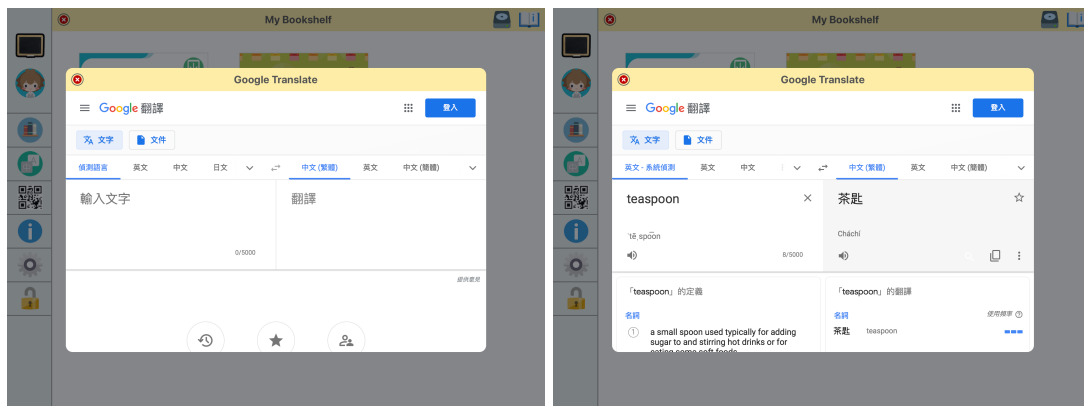 My Bookshelf
Google Translate
Google 翻譯
登入
文字
文件
偵測語言 英文 中文 日文 中文 (繁體) 英文 中文 (簡體)
輸入文字
翻譯
0/5000
提供意見
My Bookshelf
Google Translate
Google 翻譯
登入
文字
文件
英文 - 系統偵測 英文 中文 中文 (繁體) 英文 中文 (簡體)
teaspoon
茶匙
ˈtēˌspo͞on
Cháchí
8/5000
「teaspoon」的定義
名詞
1 a small spoon used typically for adding
sugar to and stirring hot drinks or for
eating some soft foods.
「teaspoon」的翻譯
名詞
使用頻率
茶匙 teaspoon